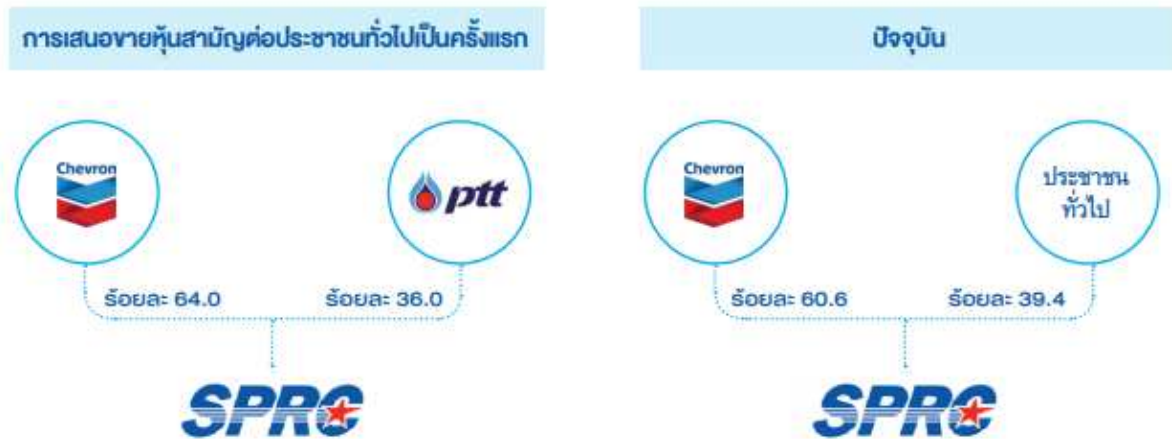 การเสนอขายหุ้นสามัญต่อประชาชนทั่วไปเป็นครั้งแรก
Chevron
ptt
ร้อยละ 64.0
ร้อยละ 36.0
SPRC
ปัจจุบัน
Chevron
ประชาชน
ทั่วไป
ร้อยละ 60.6
ร้อยละ 39.4
SPRC